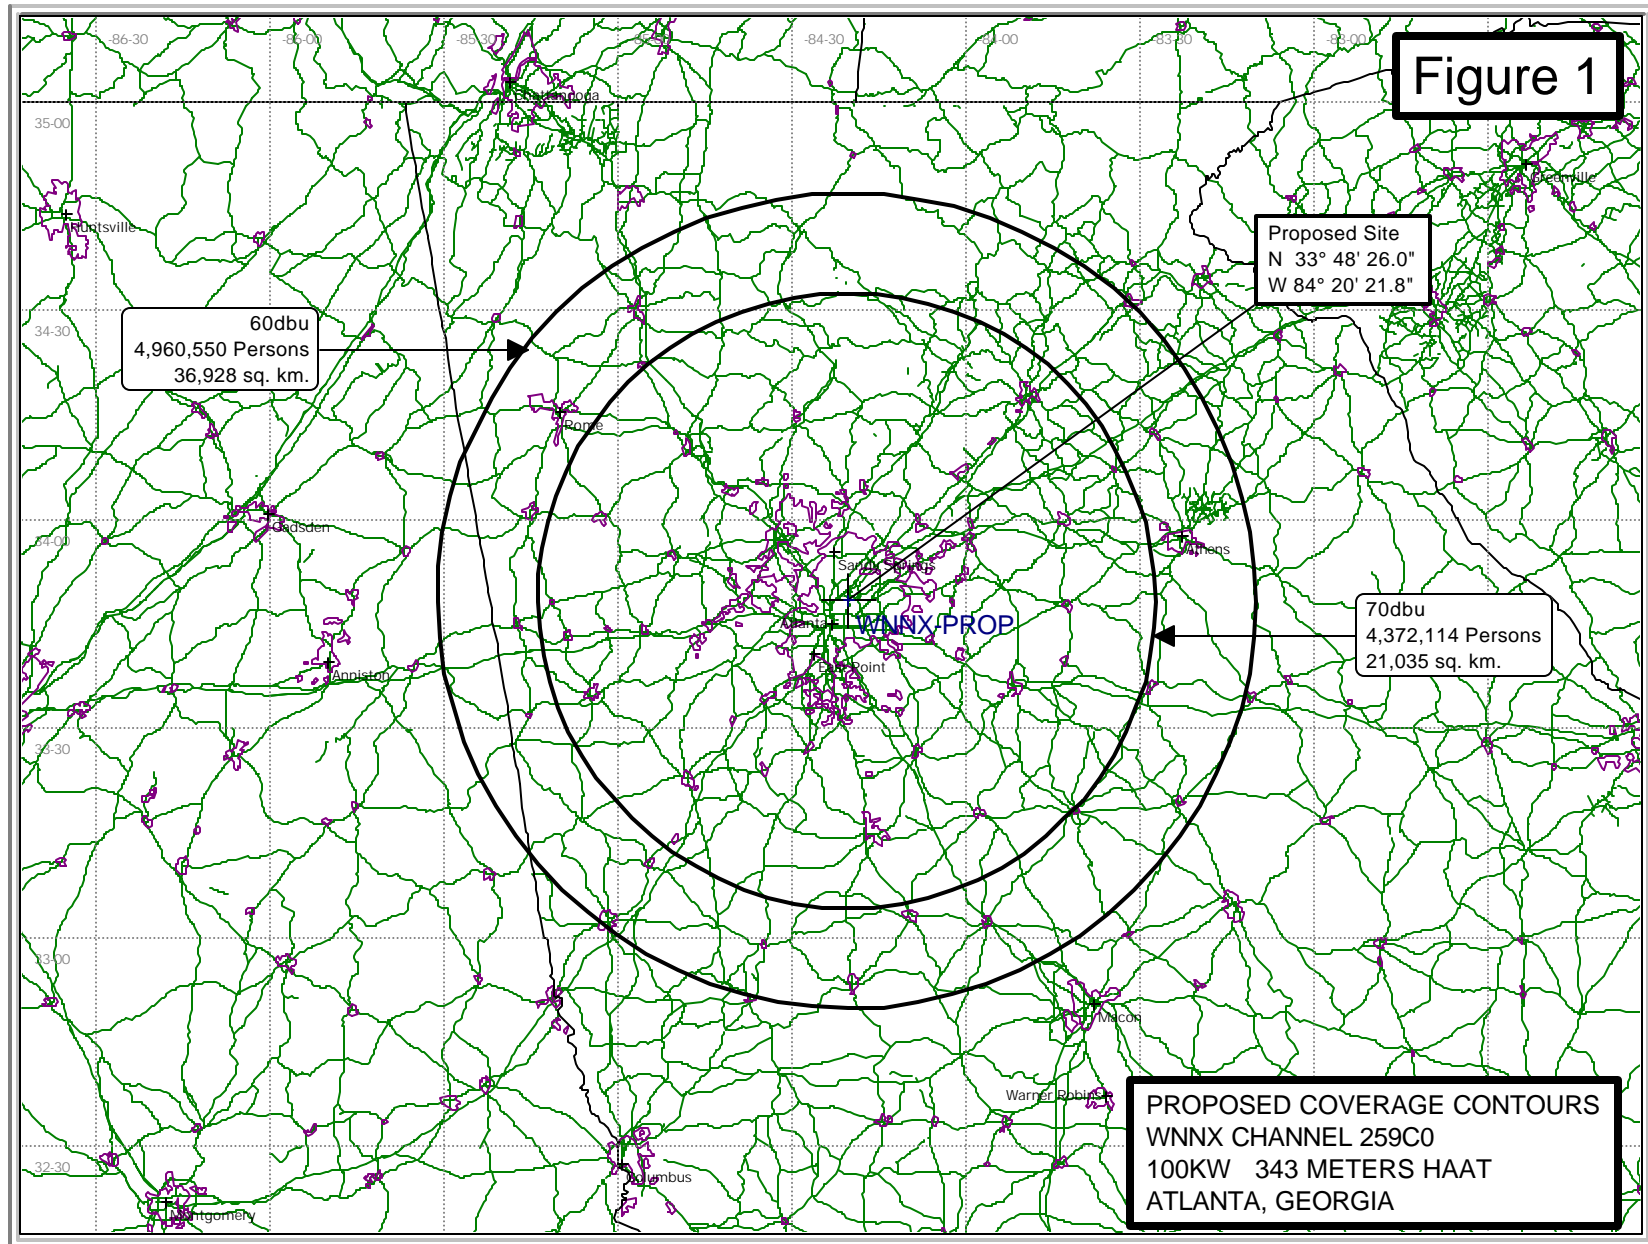 -86-30
-86-00
-85-30
-84-30
-84-00
-83-30
-83-00
Figure 1
Chattanooga
35-00
Greenville
Huntsville
Proposed Site
N 33° 48' 26.0"
W 84° 20' 21.8"
60dbu
4,960,550 Persons
36,928 sq. km.
34-30
Rome
Gadsden
34-00
Athens
Sandy Springs
Atlanta
WNNX-PROP
70dbu
4,372,114 Persons
21,035 sq. km.
East Point
Anniston
33-30
33-00
Macon
Warner Robins
PROPOSED COVERAGE CONTOURS
WNNX CHANNEL 259C0
100KW 343 METERS HAAT
ATLANTA, GEORGIA
32-30
Columbus
Montgomery